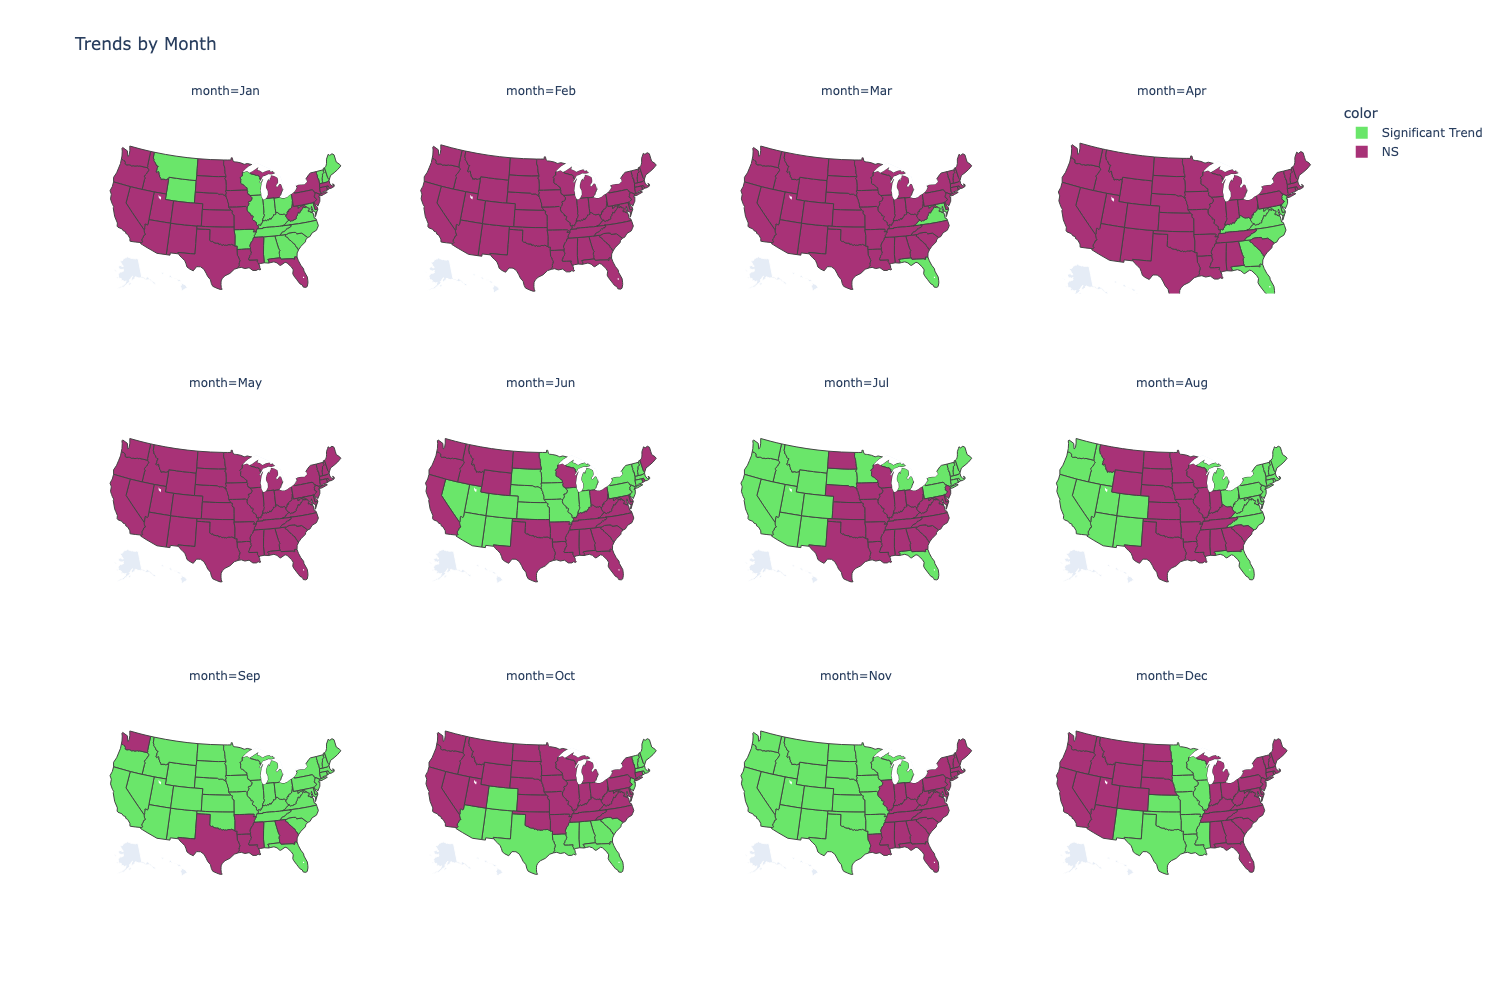 Trends by Month
month=Jan
month=Feb
month=Mar
month=Apr
color
Significant Trend
NS
month=May
month=Jun
month=Jul
month=Aug
month=Sep
month=Oct
month=Nov
month=Dec